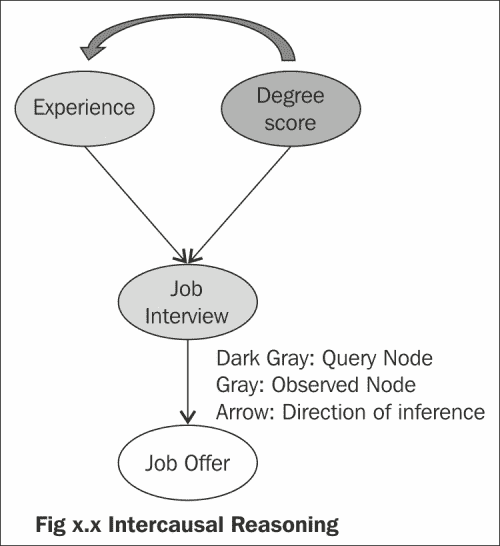 Experience
Degree
score
Job
Interview
Dark Gray: Query Node
Gray: Observed Node
Arrow: Direction of inference
Job Offer
Fig x.x Intercausal Reasoning